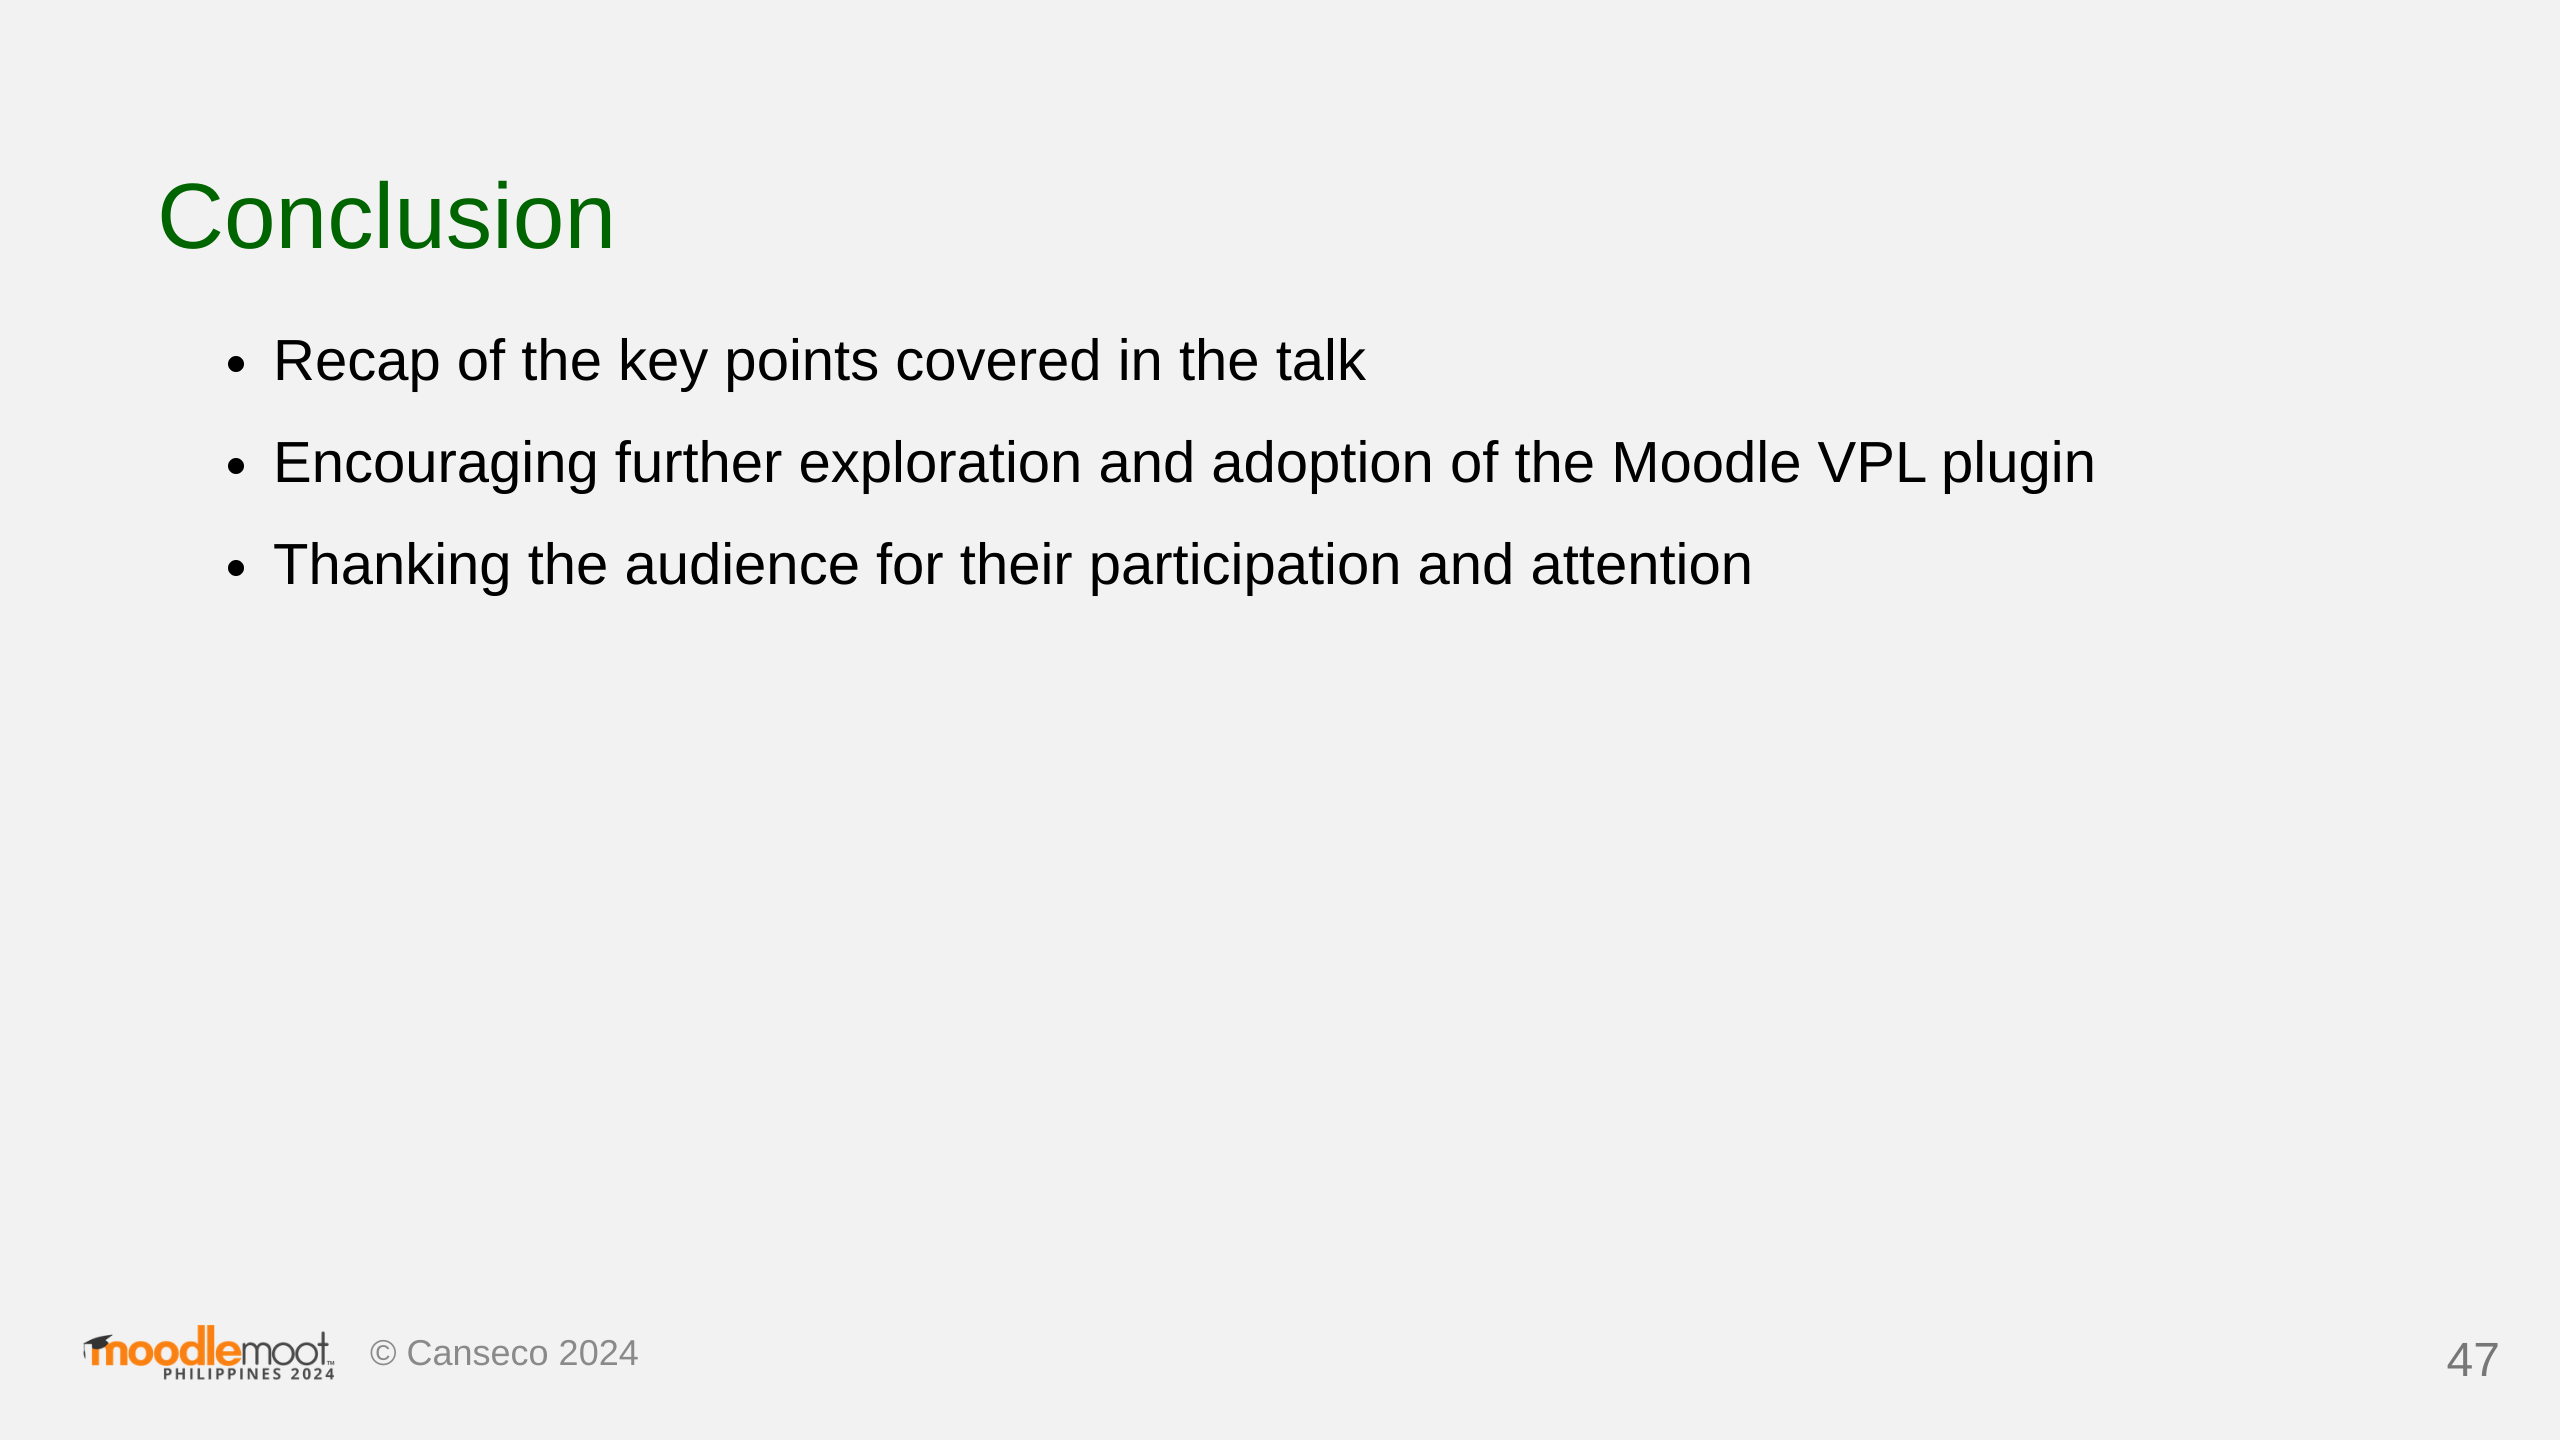 Conclusion
• Recap of the key points covered in the talk
• Encouraging further exploration and adoption of the Moodle VPL plugin
• Thanking the audience for their participation and attention
moodlemoot™
PHILIPPINES 2024
© Canseco 2024
47